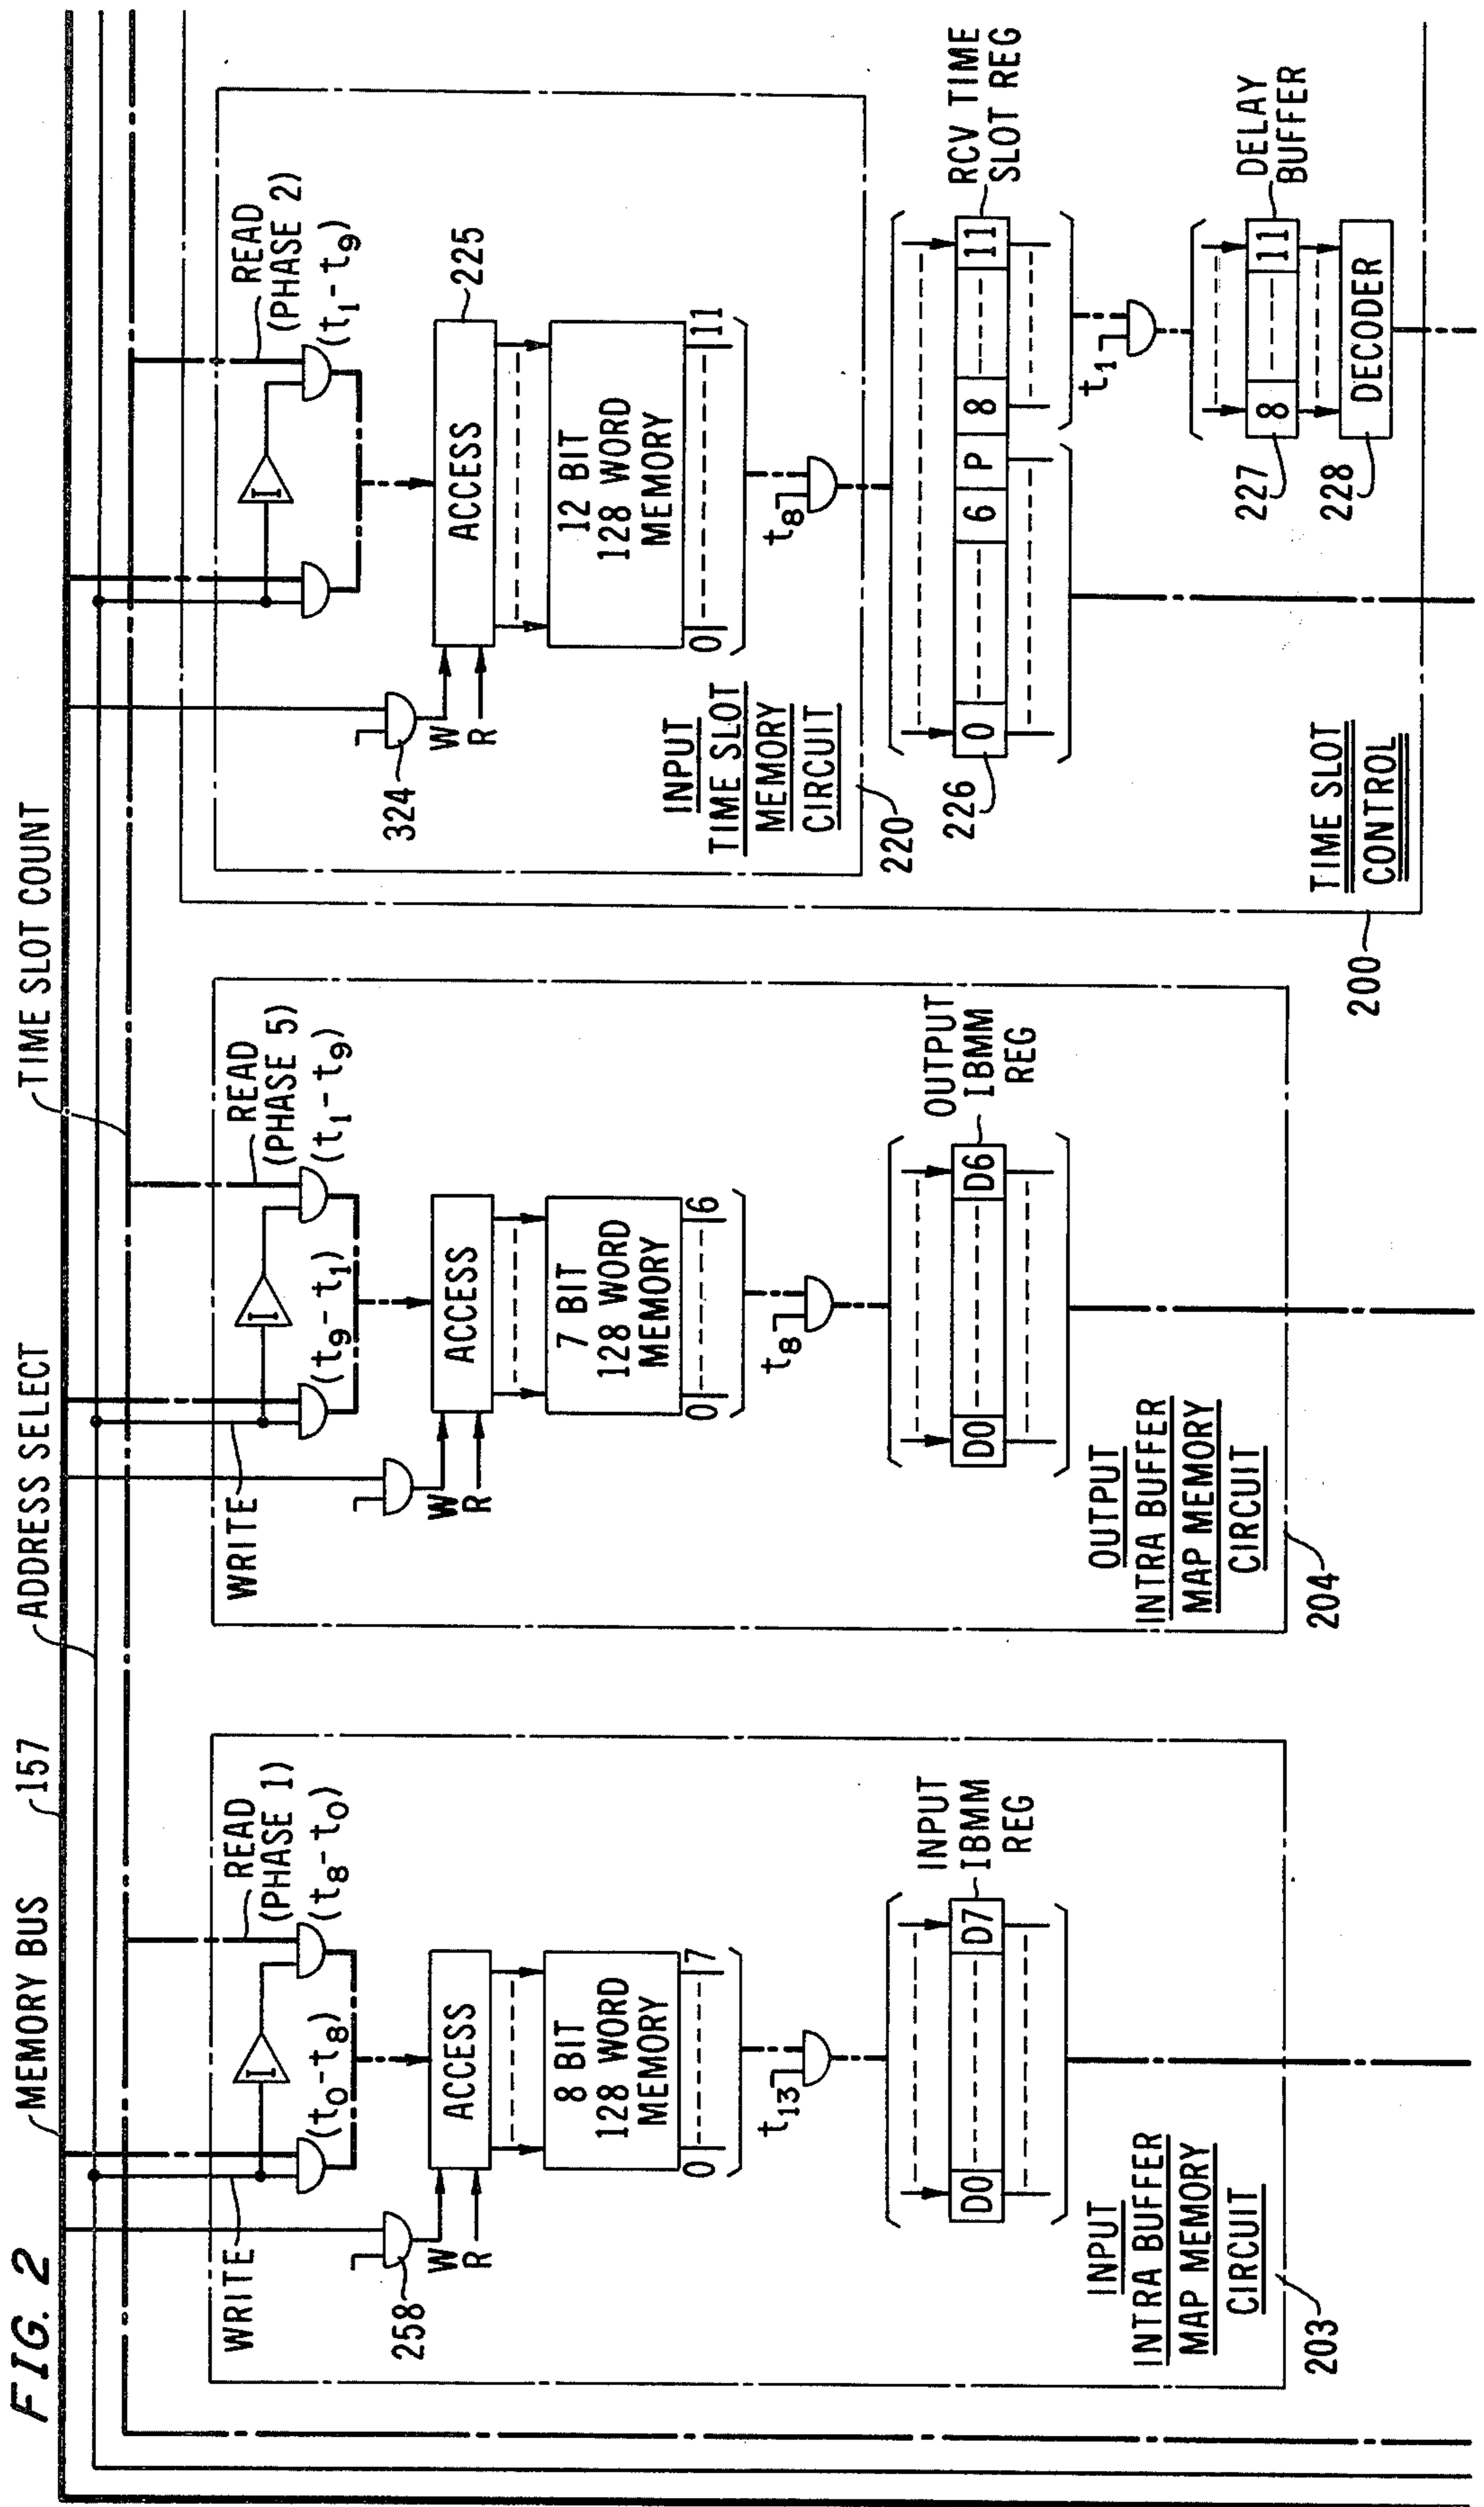 FIG. 2
MEMORY BUS
157
ADDRESS SELECT
TIME SLOT COUNT
WRITE
READ
(PHASE 1)
(t0-t8)
(t8-t0)
258
W
R
ACCESS
8 BIT
128 WORD
MEMORY
0
7
t13
INPUT
IBMM
REG
D0
D7
INPUT
INTRA BUFFER
MAP MEMORY
CIRCUIT
203
WRITE
READ
(PHASE 5)
(t9-t1)
(t1-t9)
W
R
ACCESS
7 BIT
128 WORD
MEMORY
0
6
t8
OUTPUT
IBMM
REG
D0
D6
OUTPUT
INTRA BUFFER
MAP MEMORY
CIRCUIT
204
READ
(PHASE 2)
(t1-t9)
324
W
R
ACCESS
225
12 BIT
128 WORD
MEMORY
0
11
t8
INPUT
TIME SLOT
MEMORY
CIRCUIT
220
RCV TIME
SLOT REG
0
6
P
8
11
226
t1
DELAY
BUFFER
8
11
227
DECODER
228
TIME SLOT
CONTROL
200
I
I
I